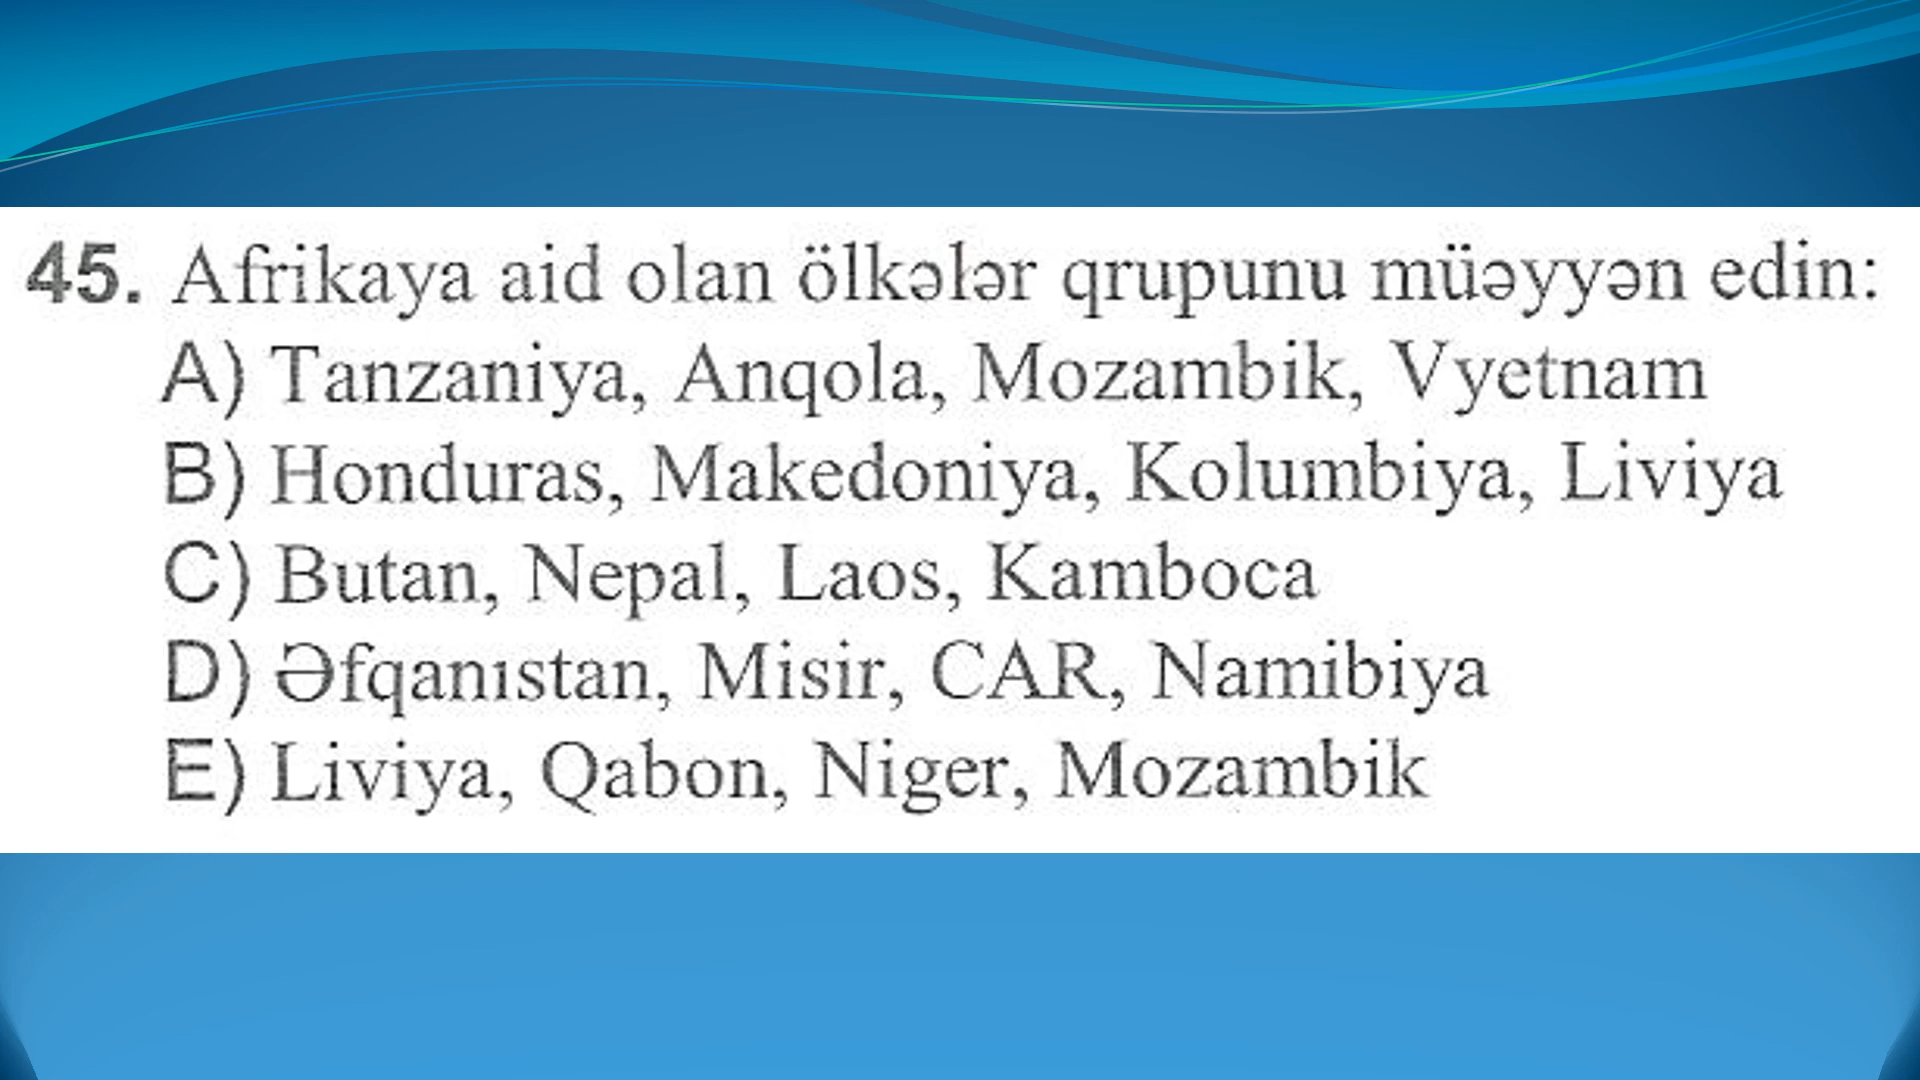 45. Afrikaya aid olan ölkələr qrupunu müəyyən edin:
A) Tanzaniya, Anqola, Mozambik, Vyetnam
B) Honduras, Makedoniya, Kolumbiya, Liviya
C) Butan, Nepal, Laos, Kamboca
D) Əfqanıstan, Misir, CAR, Namibiya
E) Liviya, Qabon, Niger, Mozambik